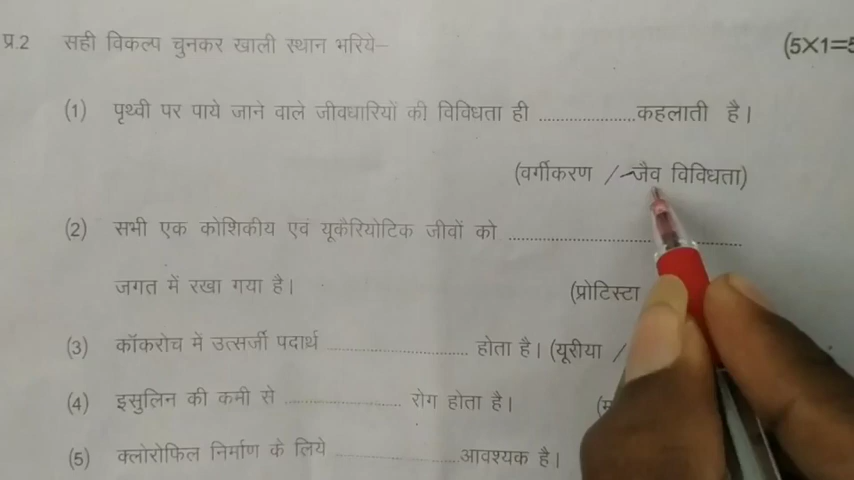 प्र.2 सही विकल्प चुनकर खाली स्थान भरिये– (5X1=5
(1) पृथ्वी पर पाये जाने वाले जीवधारियों की विविधता ही ...................कहलाती है।
(वर्गीकरण / जैव विविधता)
(2) सभी एक कोशिकीय एवं यूकैरियोटिक जीवों को ..............................................
जगत में रखा गया है। (प्रोटिस्टा
(3) कॉकरोच में उत्सर्जी पदार्थ ............................ होता है। (यूरीया /
(4) इसुलिन की कमी से ....................... रोग होता है। (म
(5) क्लोरोफिल निर्माण के लिये .........................आवश्यक है।